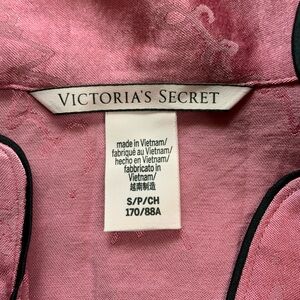 VICTORIA'S SECRET
made in Vietnam/
fabriqué au Vietnam/
hecho en Vietnam/
fabbricato in
Vietnam/
越南制造
S/P/CH
170/88A